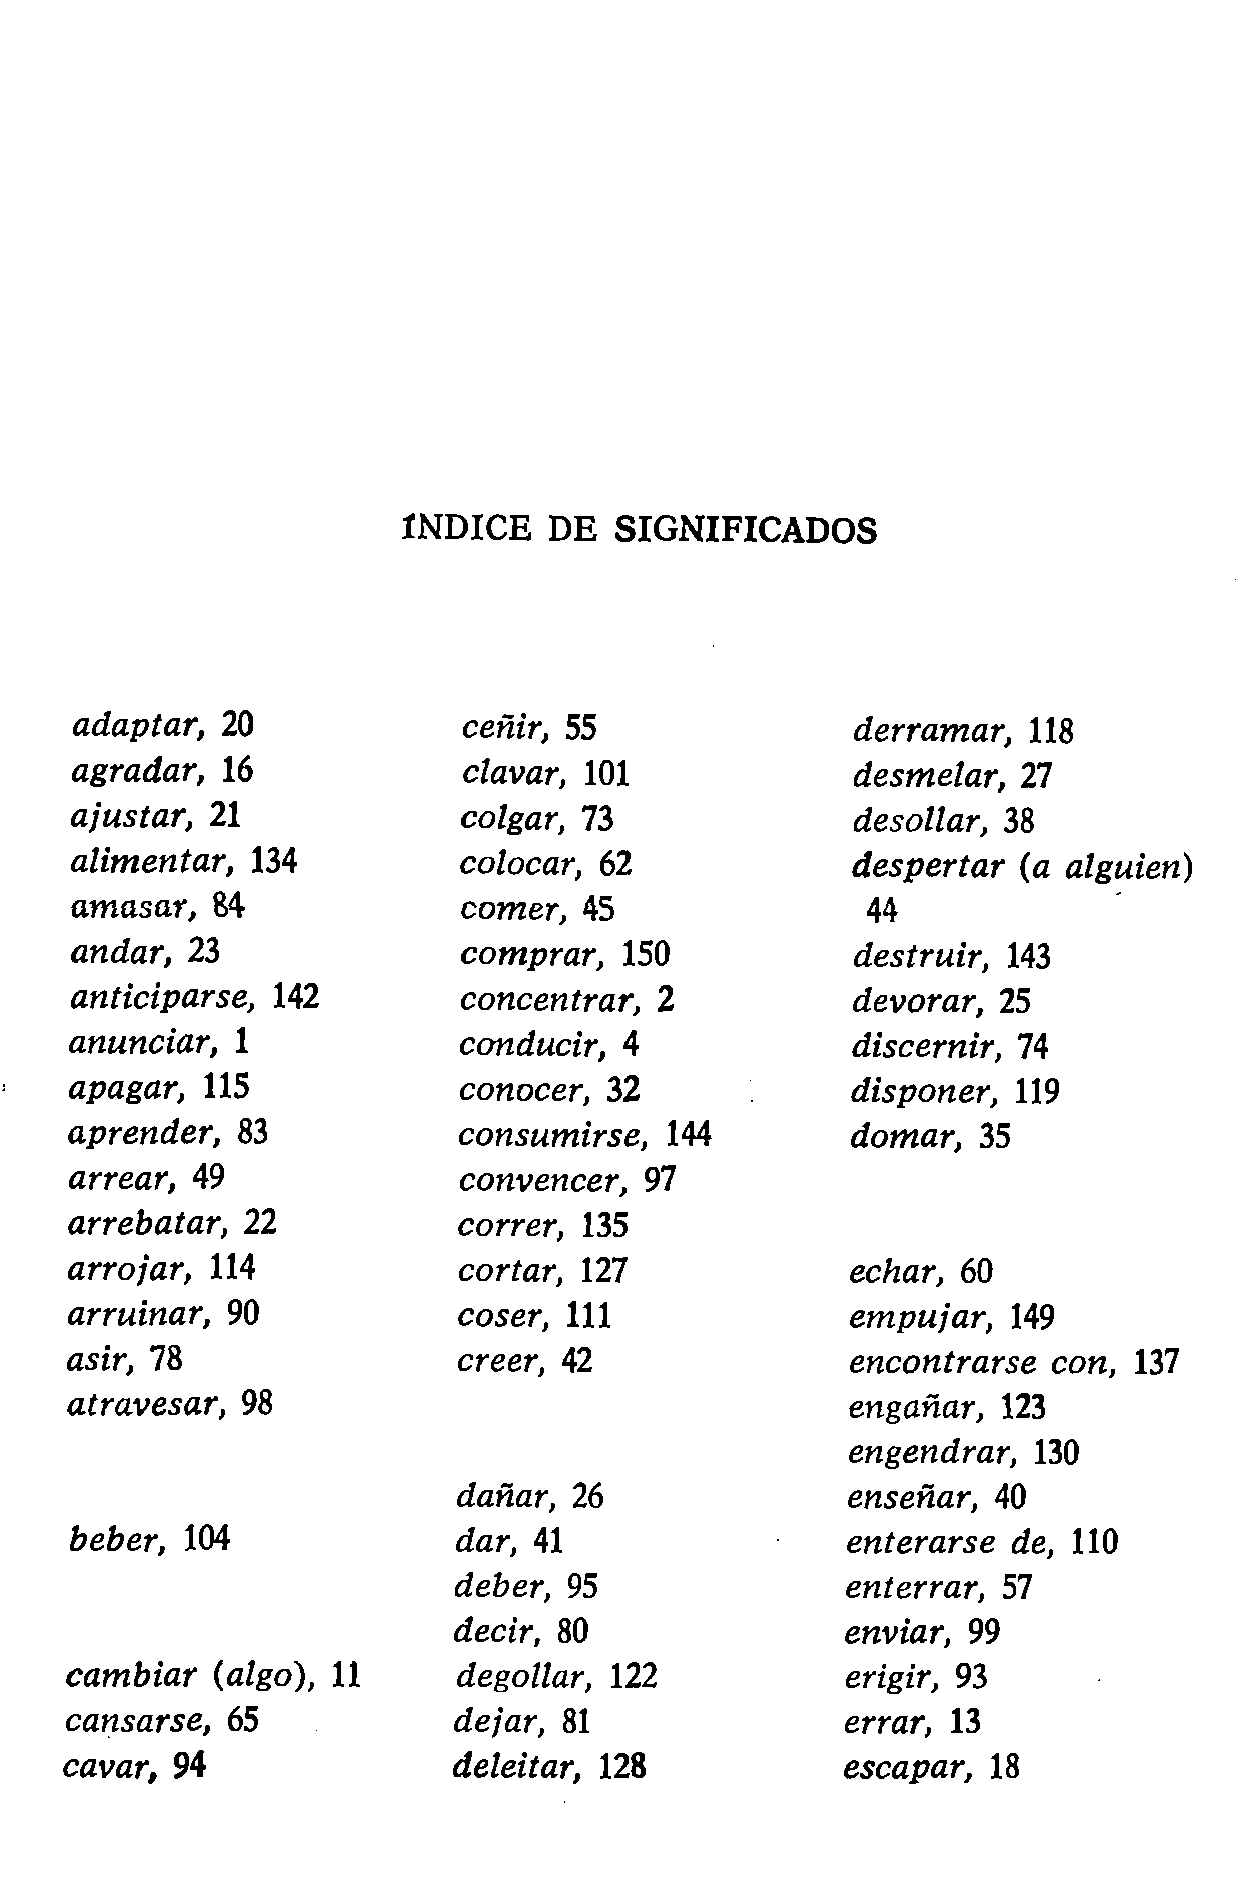 ÍNDICE DE SIGNIFICADOS
adaptar, 20
agradar, 16
ajustar, 21
alimentar, 134
amasar, 84
andar, 23
anticiparse, 142
anunciar, 1
apagar, 115
aprender, 83
arrear, 49
arrebatar, 22
arrojar, 114
arruinar, 90
asir, 78
atravesar, 98
beber, 104
cambiar (algo), 11
cansarse, 65
cavar, 94
ceñir, 55
clavar, 101
colgar, 73
colocar, 62
comer, 45
comprar, 150
concentrar, 2
conducir, 4
conocer, 32
consumirse, 144
convencer, 97
correr, 135
cortar, 127
coser, 111
creer, 42
dañar, 26
dar, 41
deber, 95
decir, 80
degollar, 122
dejar, 81
deleitar, 128
derramar, 118
desmelar, 27
desollar, 38
despertar (a alguien)
44
destruir, 143
devorar, 25
discernir, 74
disponer, 119
domar, 35
echar, 60
empujar, 149
encontrarse con, 137
engañar, 123
engendrar, 130
enseñar, 40
enterarse de, 110
enterrar, 57
enviar, 99
erigir, 93
errar, 13
escapar, 18